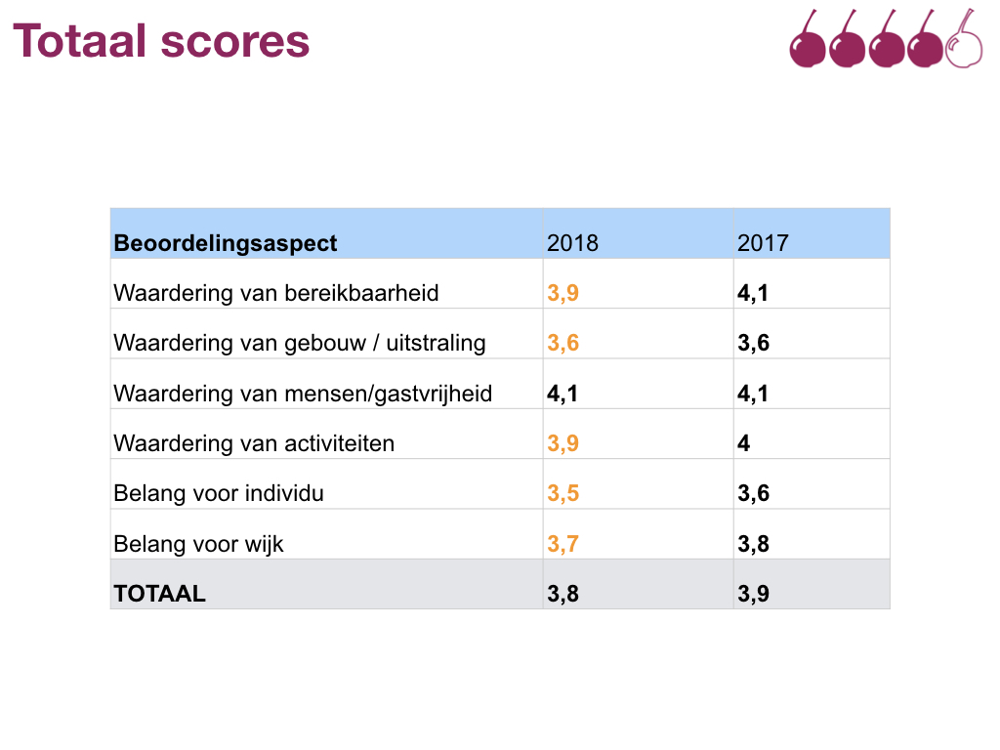 Totaal scores
Beoordelingsaspect 2018 2017
Waardering van bereikbaarheid 3,9 4,1
Waardering van gebouw / uitstraling 3,6 3,6
Waardering van mensen/gastvrijheid 4,1 4,1
Waardering van activiteiten 3,9 4
Belang voor individu 3,5 3,6
Belang voor wijk 3,7 3,8
TOTAAL 3,8 3,9